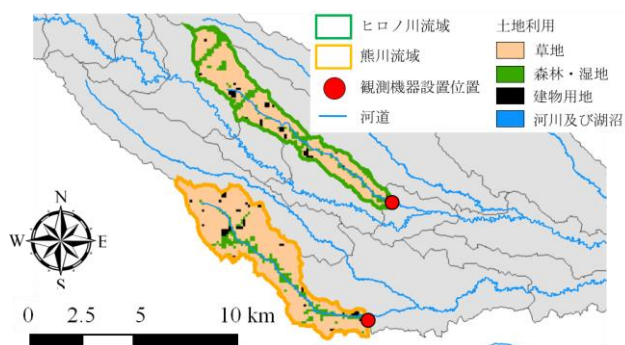 ヒロノ川流域
熊川流域
観測機器設置位置
河道
土地利用
草地
森林・湿地
建物用地
河川及び湖沼
N
W E
S
0 2.5 5 10 km